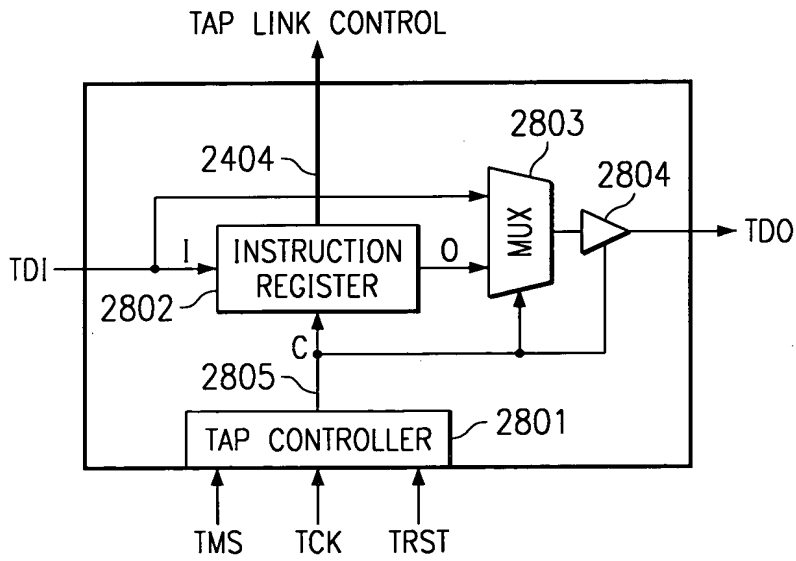 TAP LINK CONTROL
2803
2404
2804
MUX
TDO
I
INSTRUCTION
REGISTER
O
TDI
2802
C
2805
2801
TAP CONTROLLER
TMS
TCK
TRST